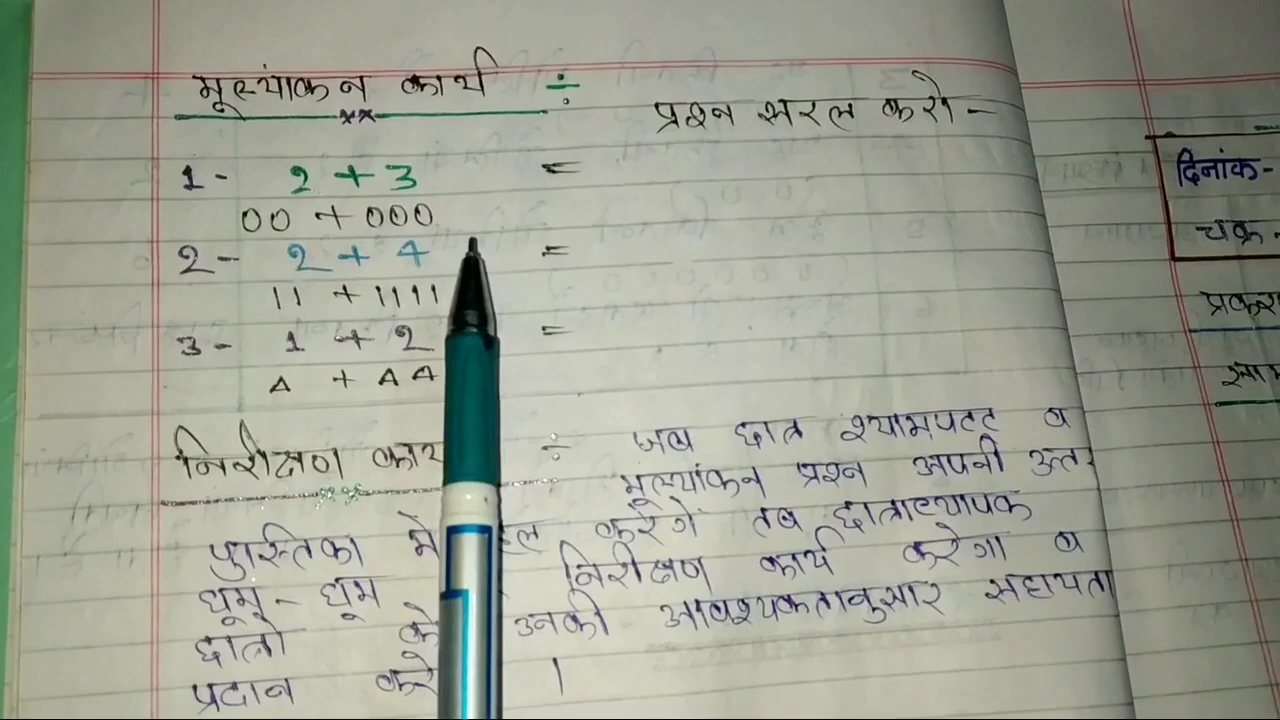 मूल्यांकन कार्य ÷ प्रश्न सरल करो -
1 - 2 + 3 =
00 + 000
2 - 2 + 4 =
11 + 1111
3 - 1 + 2 =
Δ + Δ Δ
निरीक्षण कार्य ÷ जब छात्र श्यामपटट व
मूल्यांकन प्रश्न अपनी उत्तर
पुस्तिका में हल करेगें तब छात्राध्यापक
घूम - घूम निरीक्षण कार्य करेगा व
छात्रों को उनकी आवश्यकतानुसार सहायता
प्रदान करे ।
दिनांक-
चक्र -